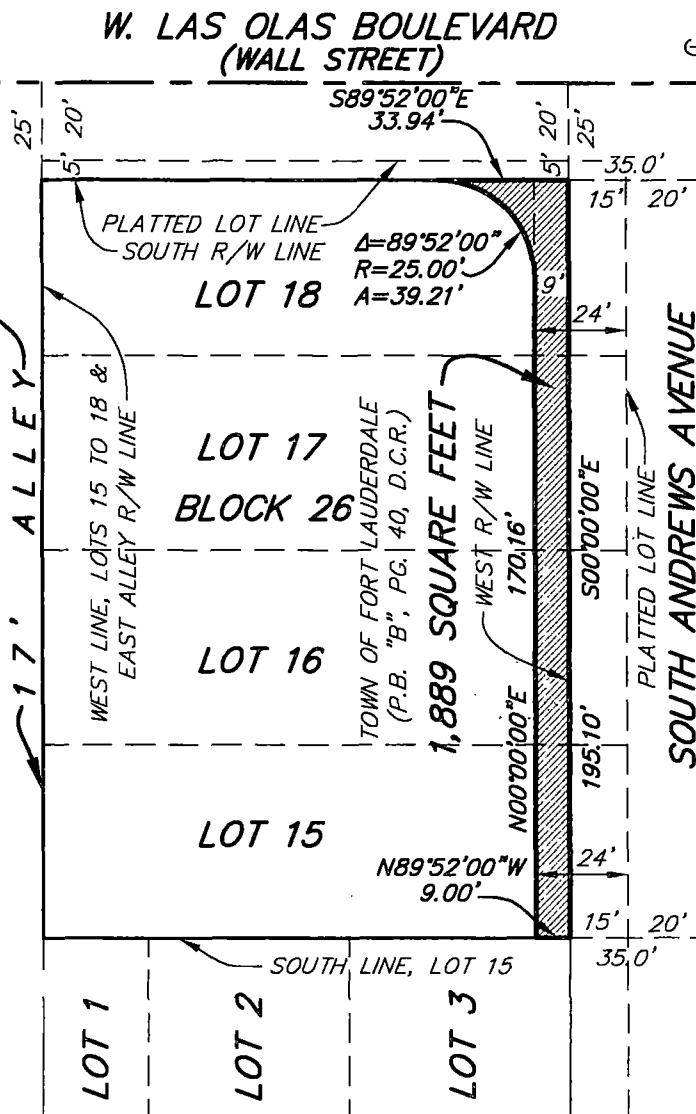 W. LAS OLAS BOULEVARD
(WALL STREET)
S89°52'00"E
33.94'
25' 20'
5'
20' 25'
5'
35.0'
15' 20'
PLATTED LOT LINE
SOUTH R/W LINE
Δ=89°52'00"
R=25.00'
A=39.21'
LOT 18
9'
24'
17' ALLEY
WEST LINE, LOTS 15 TO 18 &
EAST ALLEY R/W LINE
LOT 17
BLOCK 26
TOWN OF FORT LAUDERDALE
(P.B. "B", PG. 40, D.C.R.)
1,889 SQUARE FEET
WEST R/W LINE
N00°00'00"E
170.16'
S00°00'00"E
195.10'
PLATTED LOT LINE
SOUTH ANDREWS AVENUE
LOT 16
LOT 15
N89°52'00"W
9.00'
24'
15' 20'
35.0'
SOUTH LINE, LOT 15
LOT 1
LOT 2
LOT 3